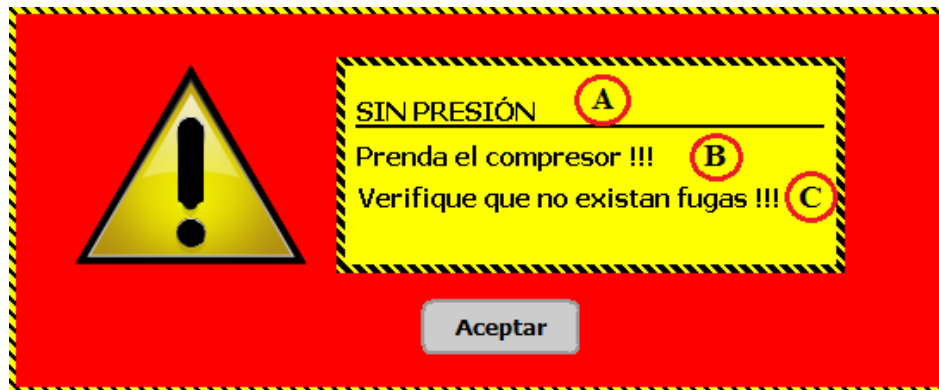 SIN PRESIÓN A
Prenda el compresor !!! B
Verifique que no existan fugas !!! C
Aceptar